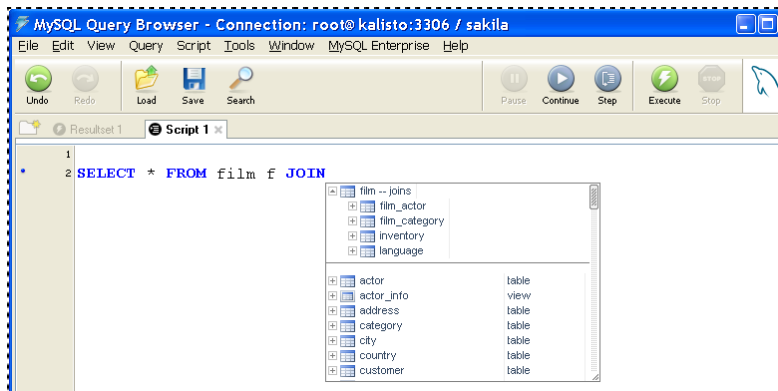 MySQL Query Browser - Connection: root@ kalisto:3306 / sakila
File Edit View Query Script Tools Window MySQL Enterprise Help
Undo Redo Load Save Search Pause Continue Step Execute Stop
Resultset 1 Script 1
1
2 SELECT * FROM film f JOIN
film -- joins
film_actor
film_category
inventory
language
actor table
actor_info view
address table
category table
city table
country table
customer table